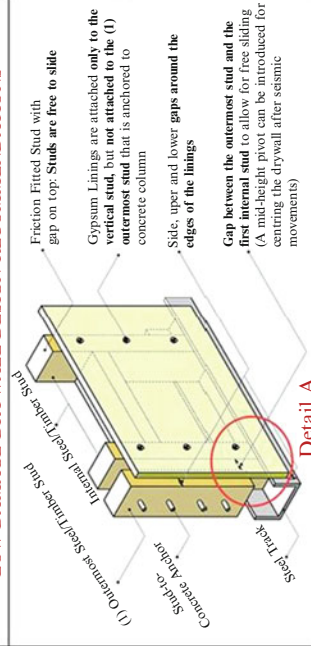 Friction Fitted Stud with
gap on top: Studs are free to slide
Gypsum Linings are attached only to the
vertical stud, but not attached to the (1)
outermost stud that is anchored to
concrete column
Side, uper and lower gaps around the
edges of the linings
Gap between the outermost stud and the
first internal stud to allow for free sliding
(A mid-height pivot can be introduced for
centring the drywall after seismic
movements)
Internal Steel/Timber Stud
(1) Outermost Steel/Timber Stud
Stud-to-
Concrete Anchor
Steel Track
Detail A